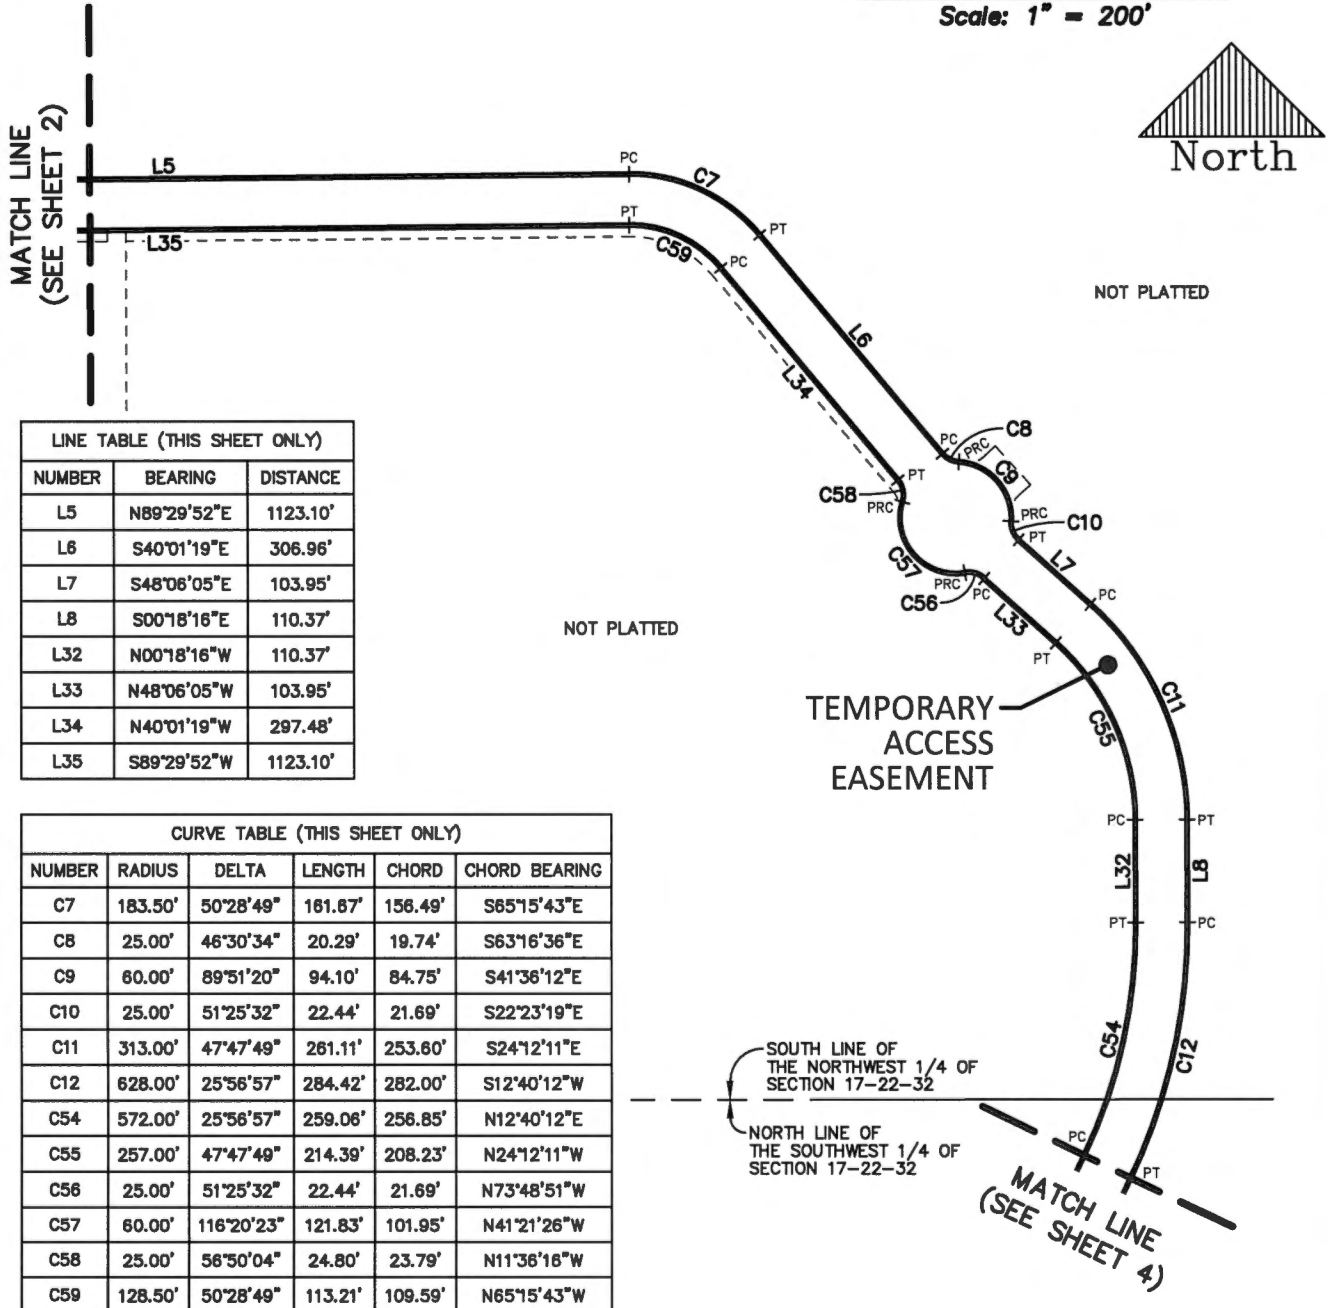 Scale: 1" = 200'
North
MATCH LINE
(SEE SHEET 2)
L5
PC
C7
PT
L35
PT
C59
PC
NOT PLATTED
L6
L34
PC
PRC
C8
C9
PT
C58
PRC
PRC
C10
PT
C57
L7
PRC
PC
C56
PC
L33
NOT PLATTED
PT
TEMPORARY
ACCESS
EASEMENT
C11
C55
PC
PT
L32
L8
PT
PC
C54
C12
SOUTH LINE OF
THE NORTHWEST 1/4 OF
SECTION 17-22-32
NORTH LINE OF
THE SOUTHWEST 1/4 OF
SECTION 17-22-32
PC
PT
MATCH LINE
(SEE SHEET 4)
LINE TABLE (THIS SHEET ONLY)
NUMBER BEARING DISTANCE
L5 N89°29'52"E 1123.10'
L6 S40°01'19"E 306.96'
L7 S48°06'05"E 103.95'
L8 S00°18'16"E 110.37'
L32 N00°18'16"W 110.37'
L33 N48°06'05"W 103.95'
L34 N40°01'19"W 297.48'
L35 S89°29'52"W 1123.10'
CURVE TABLE (THIS SHEET ONLY)
NUMBER RADIUS DELTA LENGTH CHORD CHORD BEARING
C7 183.50' 50°28'49" 161.67' 156.49' S65°15'43"E
C8 25.00' 46°30'34" 20.29' 19.74' S63°16'36"E
C9 60.00' 89°51'20" 94.10' 84.75' S41°36'12"E
C10 25.00' 51°25'32" 22.44' 21.69' S22°23'19"E
C11 313.00' 47°47'49" 261.11' 253.60' S24°12'11"E
C12 628.00' 25°56'57" 284.42' 282.00' S12°40'12"W
C54 572.00' 25°56'57" 259.06' 256.85' N12°40'12"E
C55 257.00' 47°47'49" 214.39' 208.23' N24°12'11"W
C56 25.00' 51°25'32" 22.44' 21.69' N73°48'51"W
C57 60.00' 116°20'23" 121.83' 101.95' N41°21'26"W
C58 25.00' 56°50'04" 24.80' 23.79' N11°36'16"W
C59 128.50' 50°28'49" 113.21' 109.59' N65°15'43"W